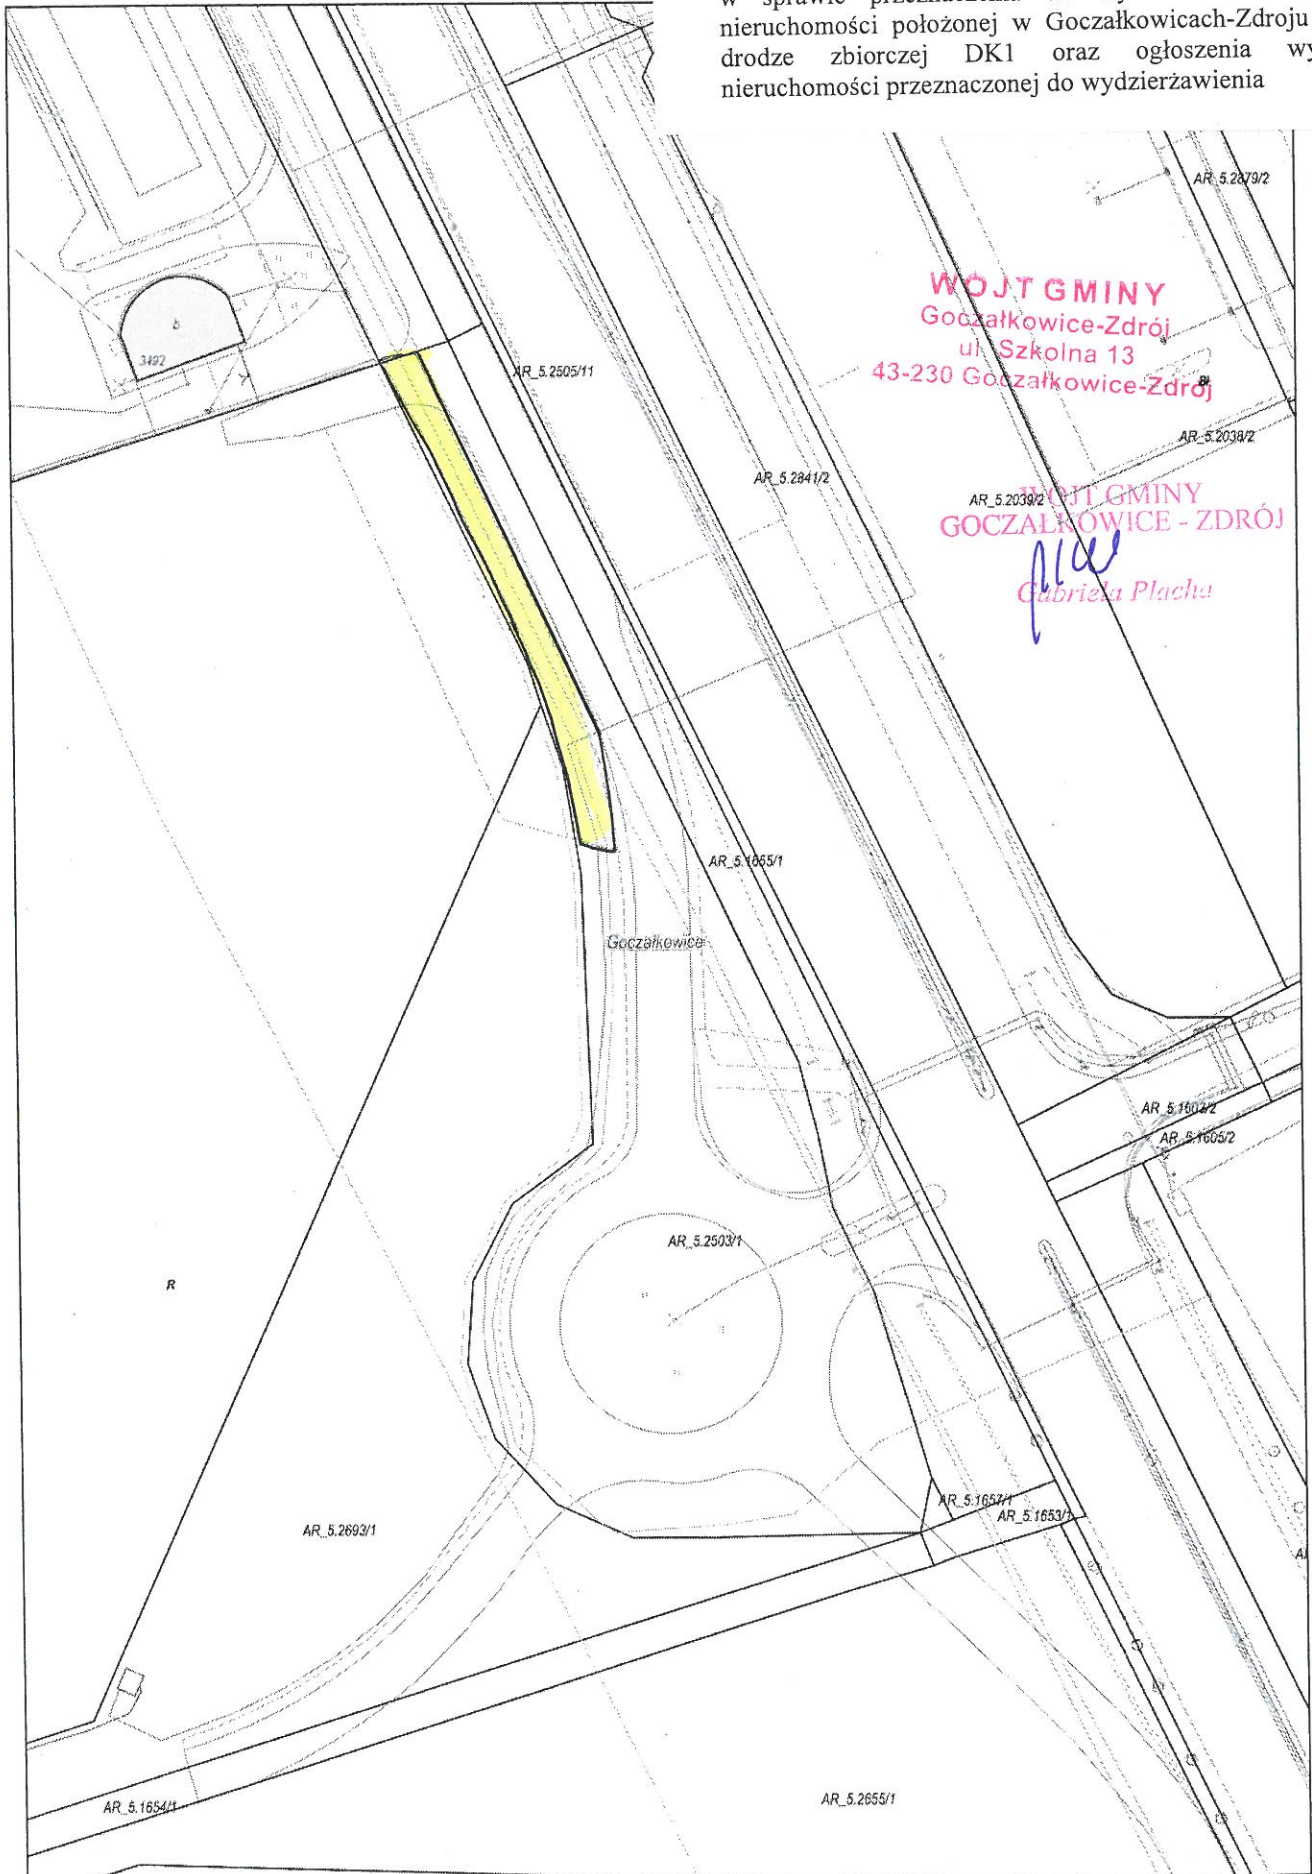 w sprawie przeznaczenia
nieruchomości położonej w Goczałkowicach-Zdroju
drodze zbiorczej DK1 oraz ogłoszenia
nieruchomości przeznaczonej do wydzierżawienia
AR_5.2879/2
WÓJT GMINY
Goczałkowice-Zdrój
ul. Szkolna 13
43-230 Goczałkowice-Zdrój
3492
AR_5.2505/11
AR_5.2038/2
AR_5.2841/2
AR_5.2039/2
WÓJT GMINY
GOCZAŁKOWICE - ZDRÓJ
Gabriela Placha
AR_5.1655/1
Goczałkowice
AR_5.1605/2
AR_5.2503/1
R
AR_5.1657/1
AR_5.1653/1
AR_5.2693/1
AR_5.1654/1
AR_5.2655/1